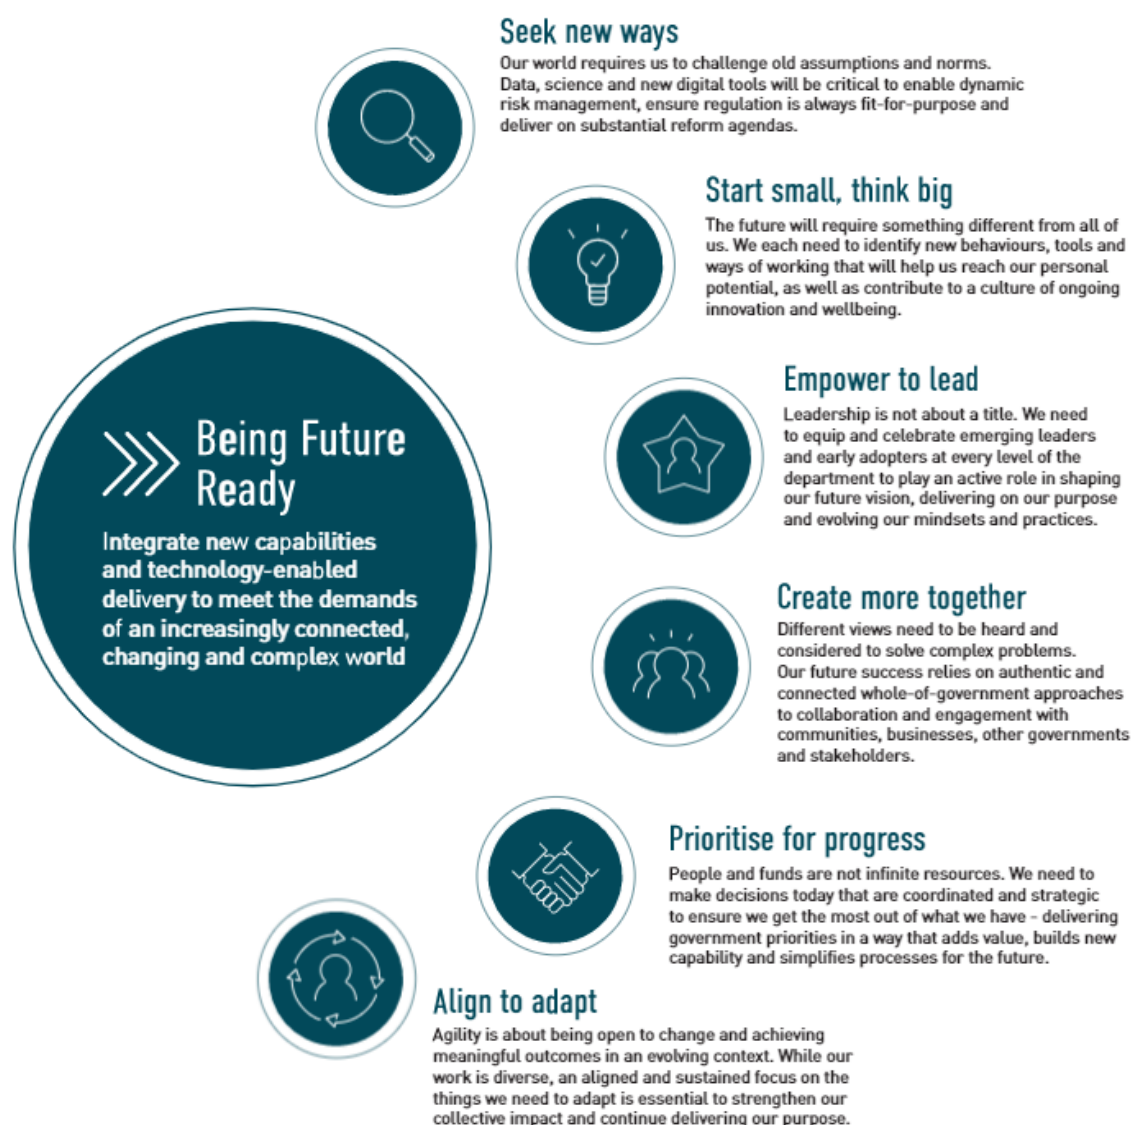 Seek new ways
Our world requires us to challenge old assumptions and norms.
Data, science and new digital tools will be critical to enable dynamic
risk management, ensure regulation is always fit-for-purpose and
deliver on substantial reform agendas.
Start small, think big
The future will require something different from all of
us. We each need to identify new behaviours, tools and
ways of working that will help us reach our personal
potential, as well as contribute to a culture of ongoing
innovation and wellbeing.
Empower to lead
Leadership is not about a title. We need
to equip and celebrate emerging leaders
and early adopters at every level of the
department to play an active role in shaping
our future vision, delivering on our purpose
and evolving our mindsets and practices.
Being Future
Ready
Integrate new capabilities
and technology-enabled
delivery to meet the demands
of an increasingly connected,
changing and complex world
Create more together
Different views need to be heard and
considered to solve complex problems.
Our future success relies on authentic and
connected whole-of-government approaches
to collaboration and engagement with
communities, businesses, other governments
and stakeholders.
Prioritise for progress
People and funds are not infinite resources. We need to
make decisions today that are coordinated and strategic
to ensure we get the most out of what we have - delivering
government priorities in a way that adds value, builds new
capability and simplifies processes for the future.
Align to adapt
Agility is about being open to change and achieving
meaningful outcomes in an evolving context. While our
work is diverse, an aligned and sustained focus on the
things we need to adapt is essential to strengthen our
collective impact and continue delivering our purpose.